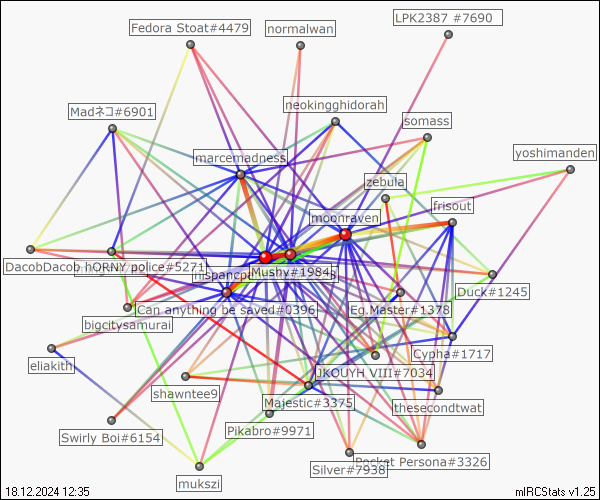 LPK2387 #7690
Fedora Stoat#4479
normalwan
neokingghidorah
Madネコ#6901
somass
marcemadness
yoshimanden
zebula
frisout
moonraven
DacobDacob
hORNY police#5271
Mushy#1984
Duck#1245
Can anything be saved#0396
Eg.Master#1378
bigcitysamurai
Cypha#1717
eliakith
JKOUYH VIII#7034
shawntee9
Majestic#3375
thesecondtwat
Swirly Boi#6154
Pikabro#9971
Pocket Persona#3326
Silver#7938
mukszi
18.12.2024 12:35
mIRCStats v1.25